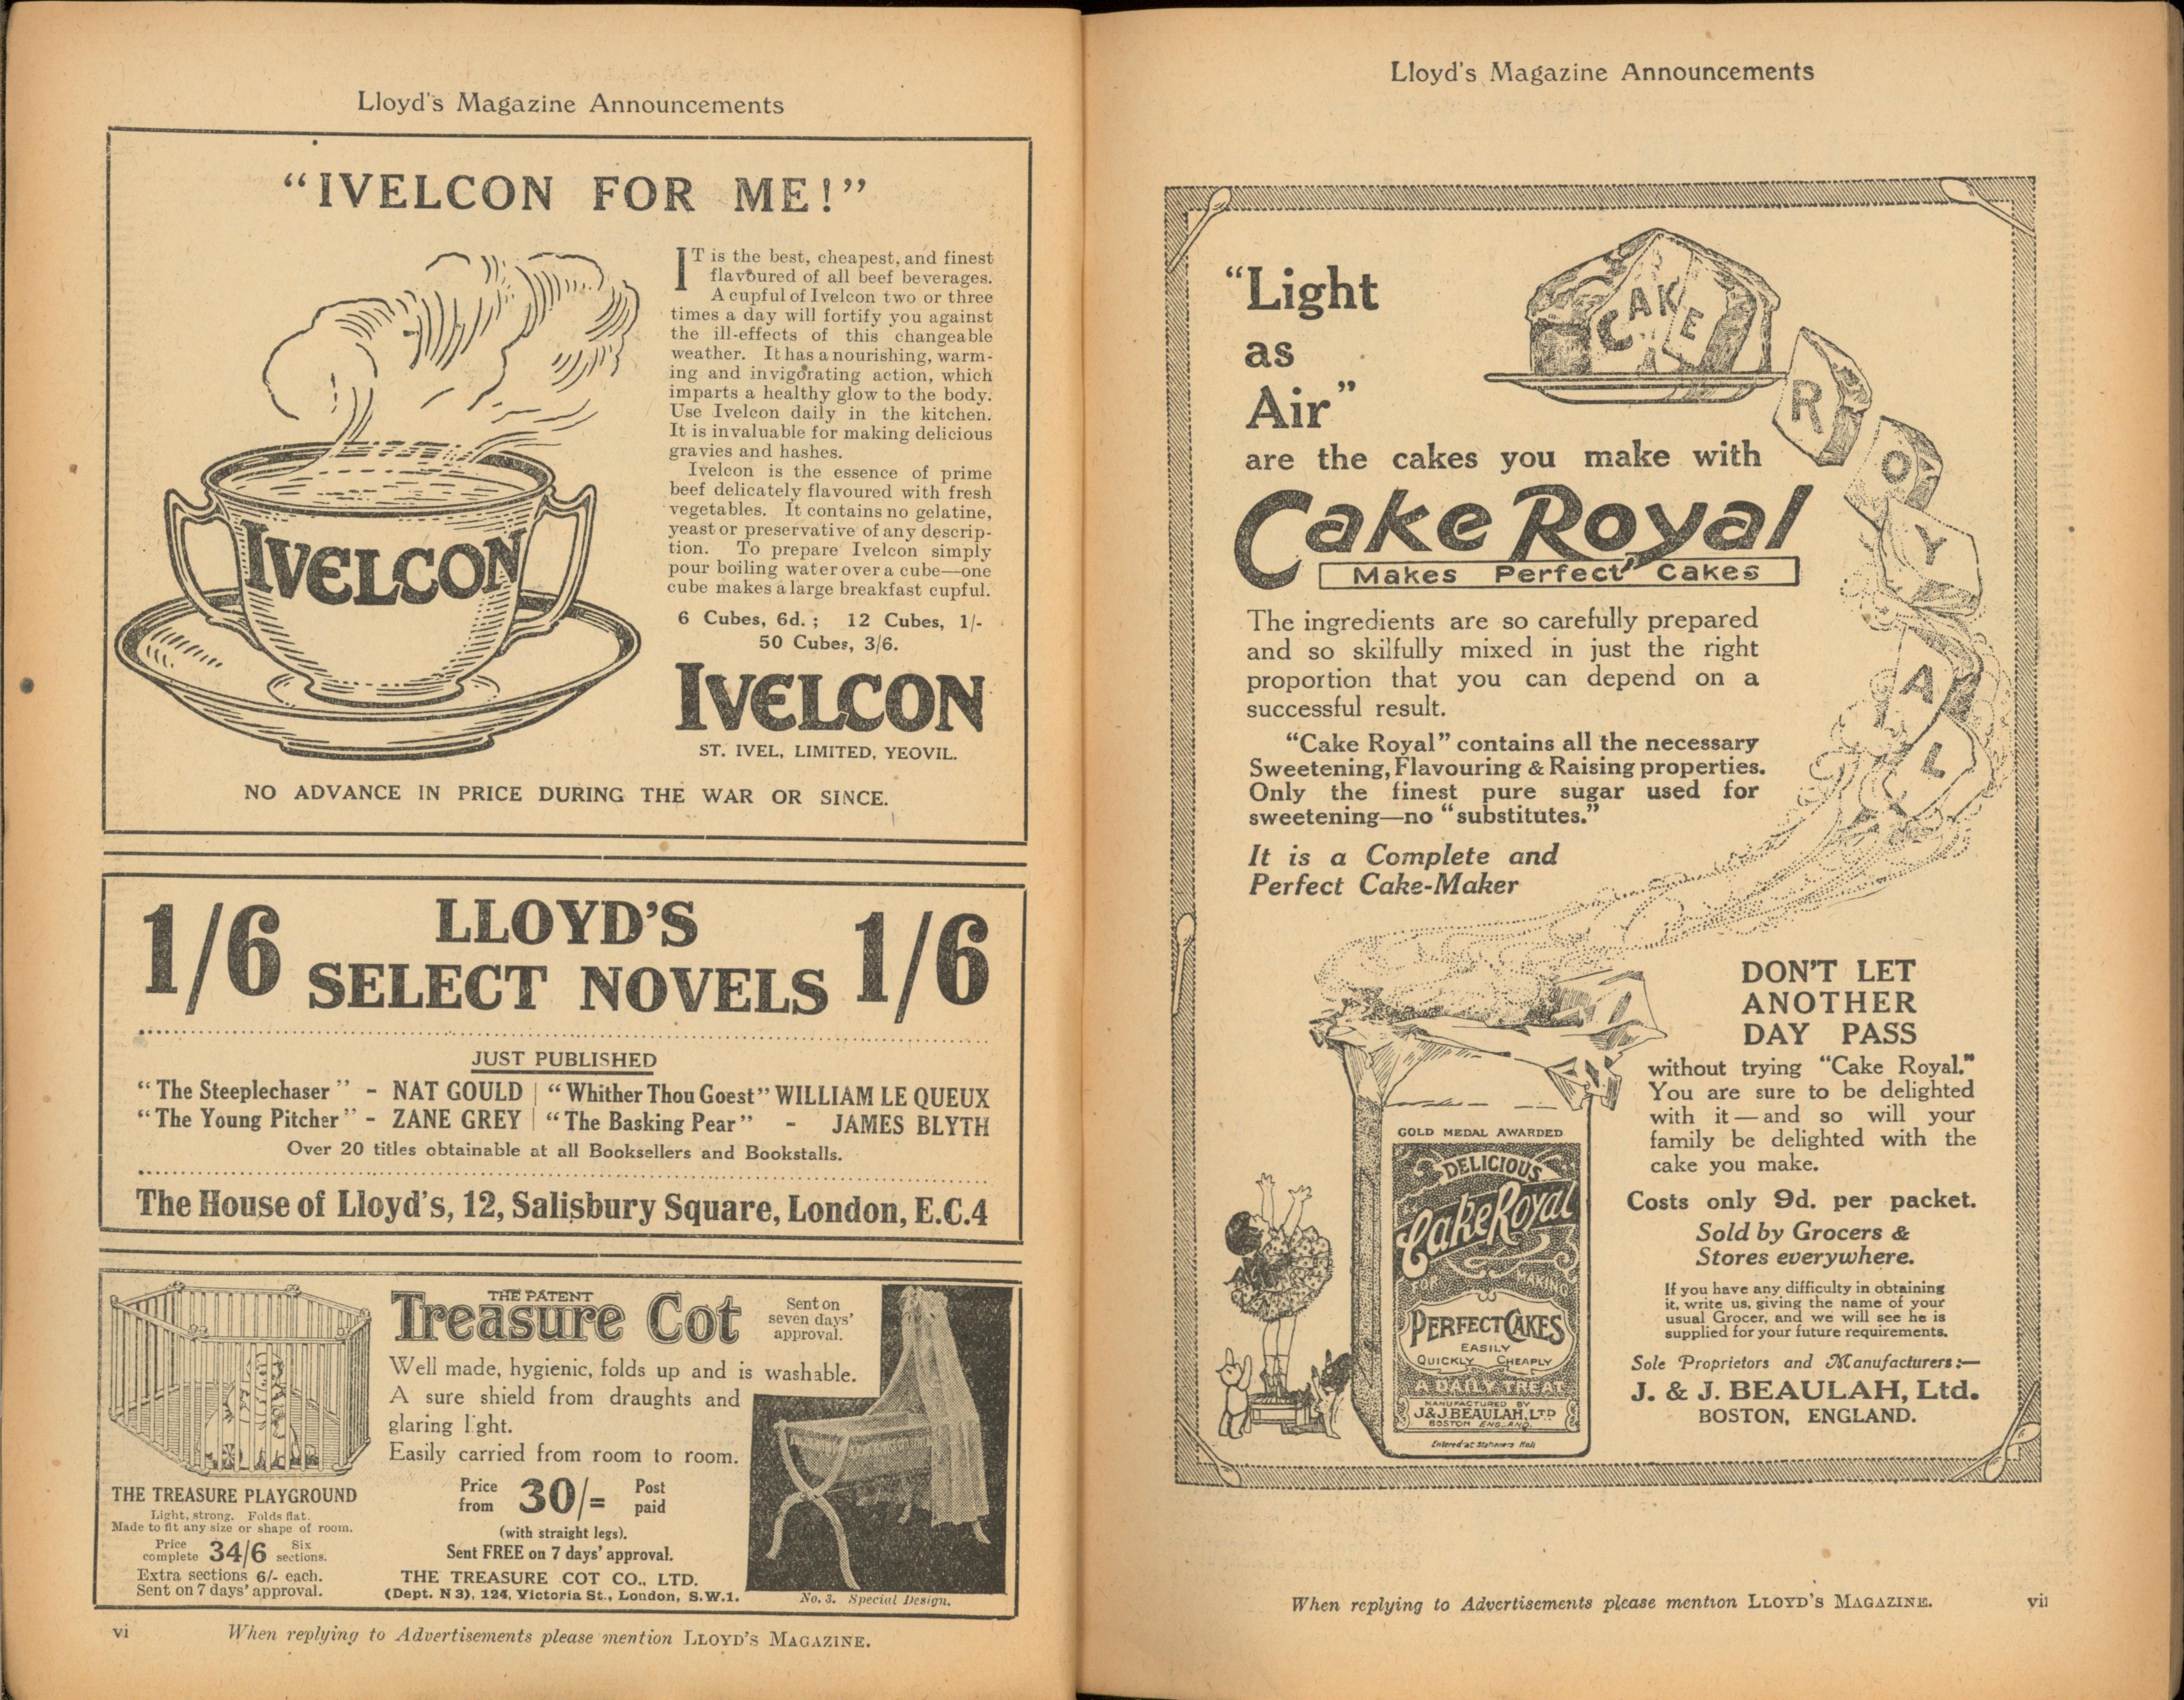 Lloyd's Magazine Announcements
"IVELCON FOR ME!"
IT is the best, cheapest, and finest
flavoured of all beef beverages.
A cupful of Ivelcon two or three
times a day will fortify you against
the ill-effects of this changeable
weather. It has a nourishing, warm-
ing and invigorating action, which
imparts a healthy glow to the body.
Use Ivelcon daily in the kitchen.
It is invaluable for making delicious
gravies and hashes.
Ivelcon is the essence of prime
beef delicately flavoured with fresh
vegetables. It contains no gelatine,
yeast or preservative of any descrip-
tion. To prepare Ivelcon simply
pour boiling water over a cube—one
cube makes a large breakfast cupful.
6 Cubes, 6d.; 12 Cubes, 1/-
50 Cubes, 3/6.
IVELCON
IVELCON
ST. IVEL, LIMITED, YEOVIL.
NO ADVANCE IN PRICE DURING THE WAR OR SINCE.
1/6 LLOYD'S 1/6
SELECT NOVELS
JUST PUBLISHED
"The Steeplechaser" - NAT GOULD | "Whither Thou Goest" WILLIAM LE QUEUX
"The Young Pitcher" - ZANE GREY | "The Basking Pear" - JAMES BLYTH
Over 20 titles obtainable at all Booksellers and Bookstalls.
The House of Lloyd's, 12, Salisbury Square, London, E.C.4
THE PATENT
Treasure Cot
Sent on
seven days'
approval.
Well made, hygienic, folds up and is washable.
A sure shield from draughts and
glaring light.
Easily carried from room to room.
Price from 30/= Post paid
(with straight legs).
Sent FREE on 7 days' approval.
THE TREASURE COT CO., LTD.
(Dept. N 3), 124, Victoria St., London, S.W.1.
No. 3. Special Design.
THE TREASURE PLAYGROUND
Light, strong. Folds flat.
Made to fit any size or shape of room.
Price complete 34/6 Six sections.
Extra sections 6/- each.
Sent on 7 days' approval.
vi
When replying to Advertisements please mention LLOYD'S MAGAZINE.
Lloyd's Magazine Announcements
"Light
as
Air"
CAKE
R
O
Y
A
L
are the cakes you make with
Cake Royal
Makes Perfect Cakes
The ingredients are so carefully prepared
and so skilfully mixed in just the right
proportion that you can depend on a
successful result.
"Cake Royal" contains all the necessary
Sweetening, Flavouring & Raising properties.
Only the finest pure sugar used for
sweetening—no "substitutes."
It is a Complete and
Perfect Cake-Maker
DON'T LET
ANOTHER
DAY PASS
without trying "Cake Royal."
You are sure to be delighted
with it—and so will your
family be delighted with the
cake you make.
Costs only 9d. per packet.
Sold by Grocers &
Stores everywhere.
If you have any difficulty in obtaining
it, write us, giving the name of your
usual Grocer, and we will see he is
supplied for your future requirements.
Sole Proprietors and Manufacturers:—
J. & J. BEAULAH, Ltd.
BOSTON, ENGLAND.
GOLD MEDAL AWARDED
DELICIOUS
Cake Royal
FOR MAKING
PERFECT CAKES
EASILY
QUICKLY CHEAPLY
A DAILY TREAT
MANUFACTURED BY
J&J.BEAULAH, LTD
BOSTON ENGLAND.
Entered at Stationers Hall
When replying to Advertisements please mention LLOYD'S MAGAZINE.
vii